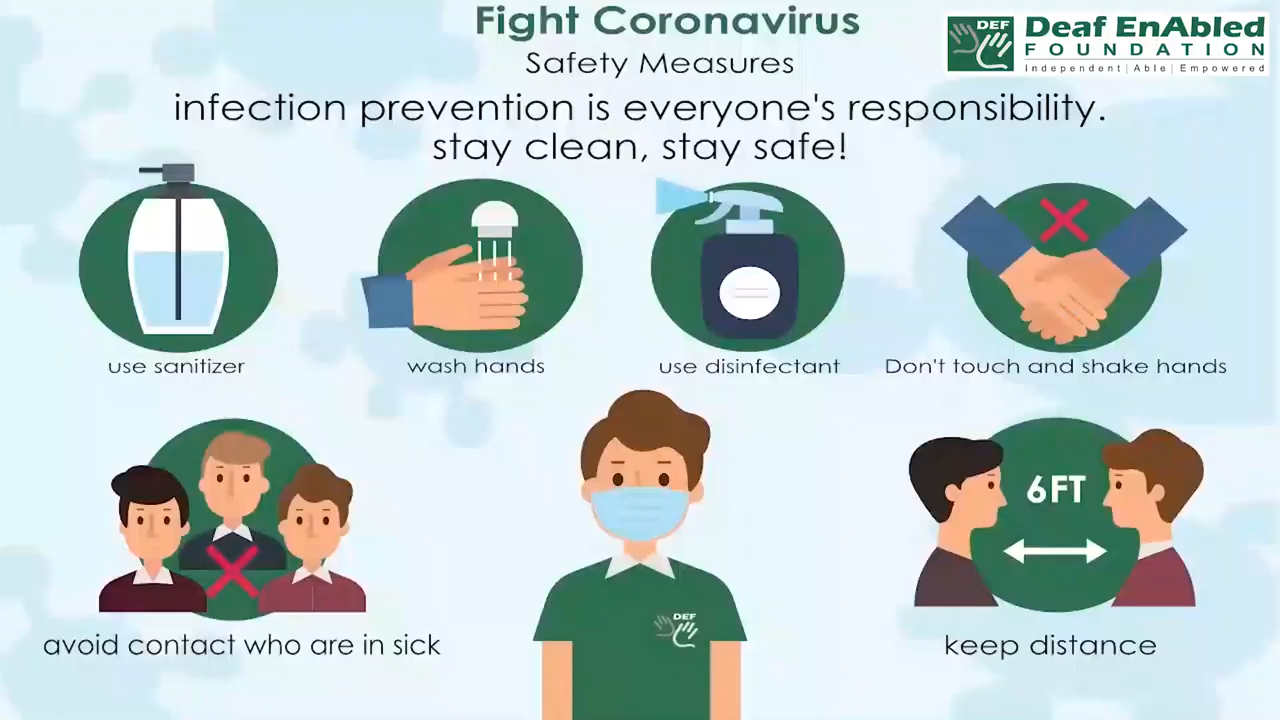 Fight Coronavirus
Safety Measures
DEF
Deaf EnAbled
FOUNDATION
Independent | Able | Empowered
infection prevention is everyone's responsibility.
stay clean, stay safe!
use sanitizer
wash hands
use disinfectant
Don't touch and shake hands
6FT
DEF
avoid contact who are in sick
keep distance